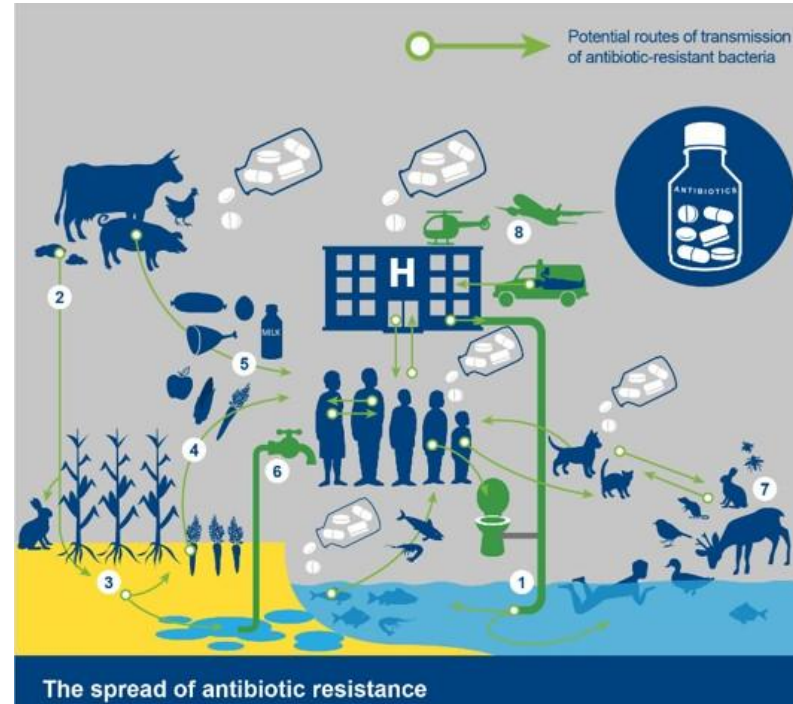 Potential routes of transmission
of antibiotic-resistant bacteria
ANTIBIOTICS
8
H
2
MILK
5
4
6
7
3
1
The spread of antibiotic resistance